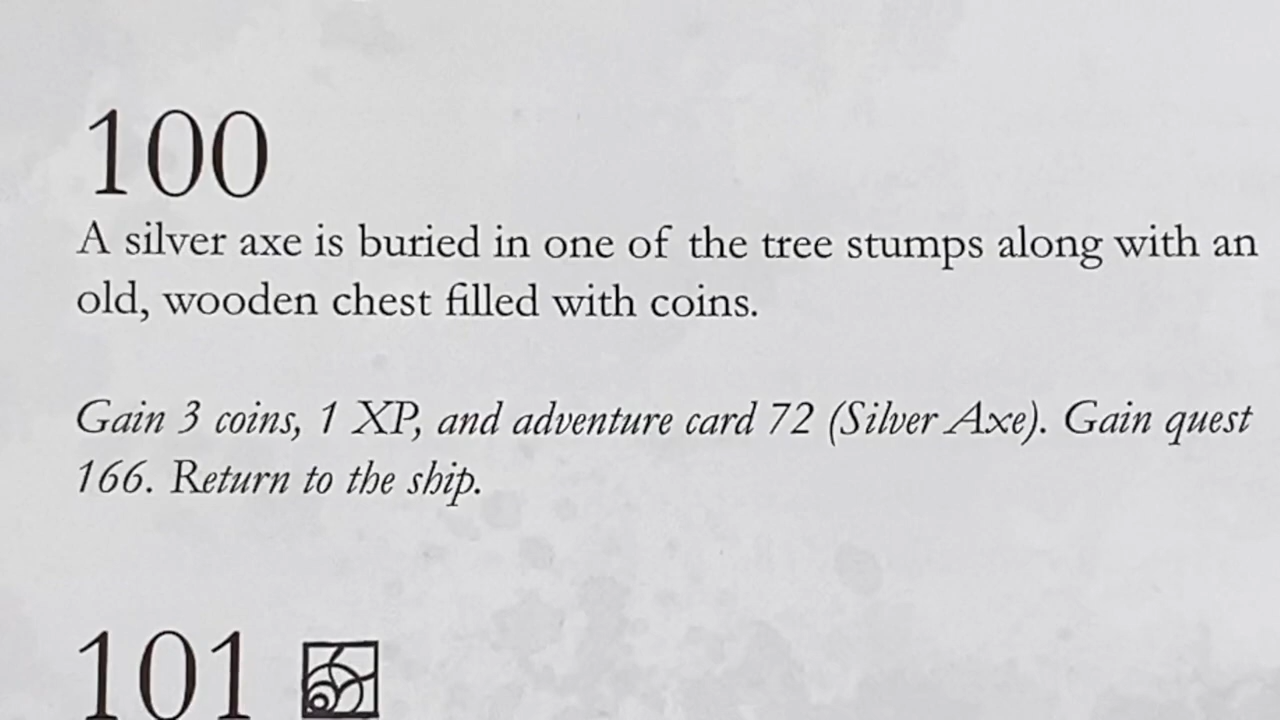 100
A silver axe is buried in one of the tree stumps along with an
old, wooden chest filled with coins.
Gain 3 coins, 1 XP, and adventure card 72 (Silver Axe). Gain quest
166. Return to the ship.
101